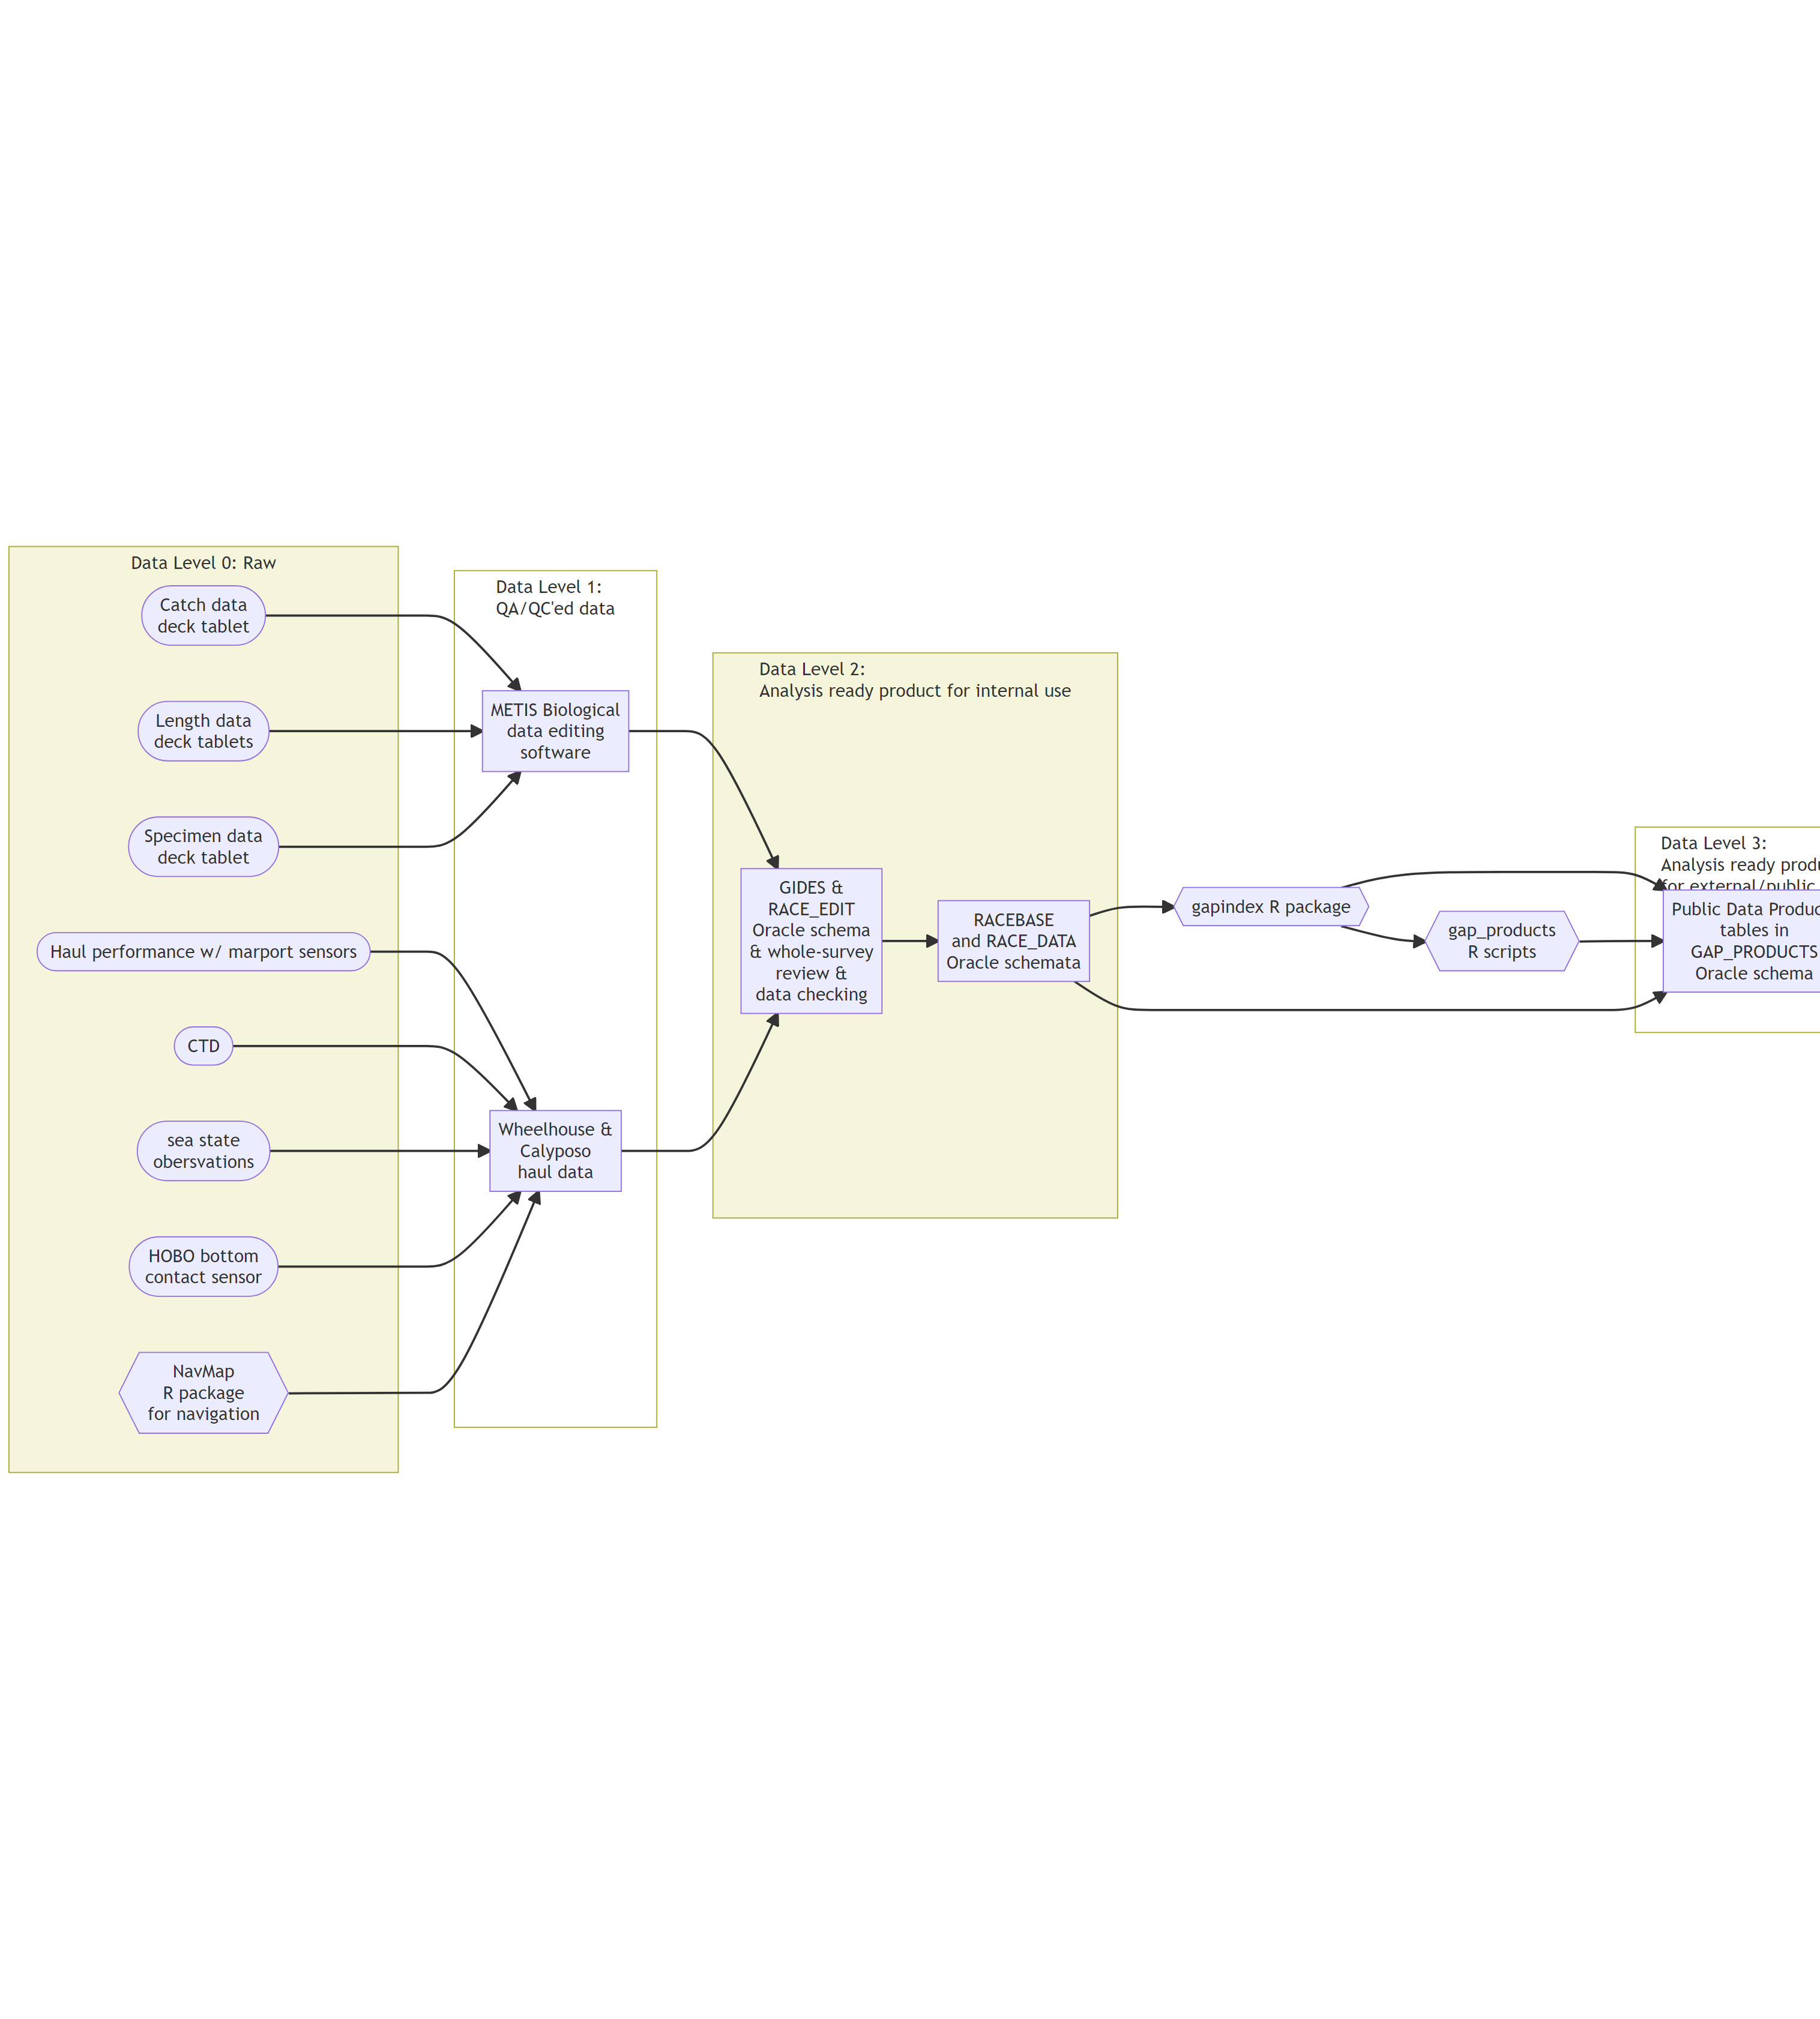 Data Level 0: Raw
Catch data
deck tablet
Length data
deck tablets
Specimen data
deck tablet
Haul performance w/ marport sensors
CTD
sea state
obersvations
HOBO bottom
contact sensor
NavMap
R package
for navigation
Data Level 1:
QA/QC'ed data
METIS Biological
data editing
software
Wheelhouse &
Calyposo
haul data
Data Level 2:
Analysis ready product for internal use
GIDES &
RACE_EDIT
Oracle schema
& whole-survey
review &
data checking
RACEBASE
and RACE_DATA
Oracle schemata
gapindex R package
gap_products
R scripts
Data Level 3:
Analysis ready produ
for external/public
Public Data Produc
tables in
GAP_PRODUCTS
Oracle schema